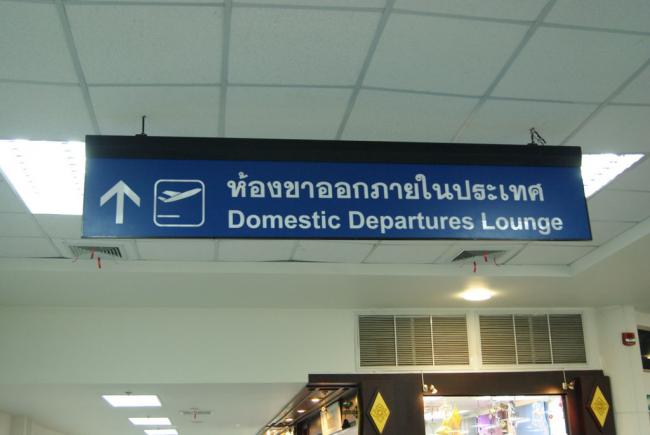 ห้องขาออกภายในประเทศ
Domestic Departures Lounge